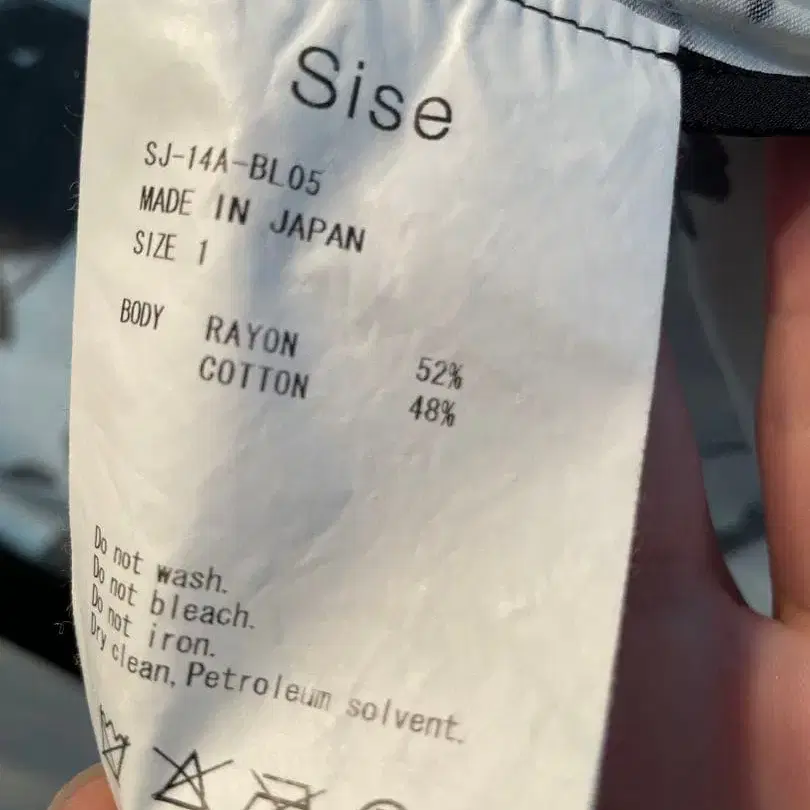 Sise
SJ-14A-BL05
MADE IN JAPAN
SIZE 1
BODY RAYON 52%
COTTON 48%
Do not wash.
Do not bleach.
Do not iron.
Dry clean, Petroleum solvent.